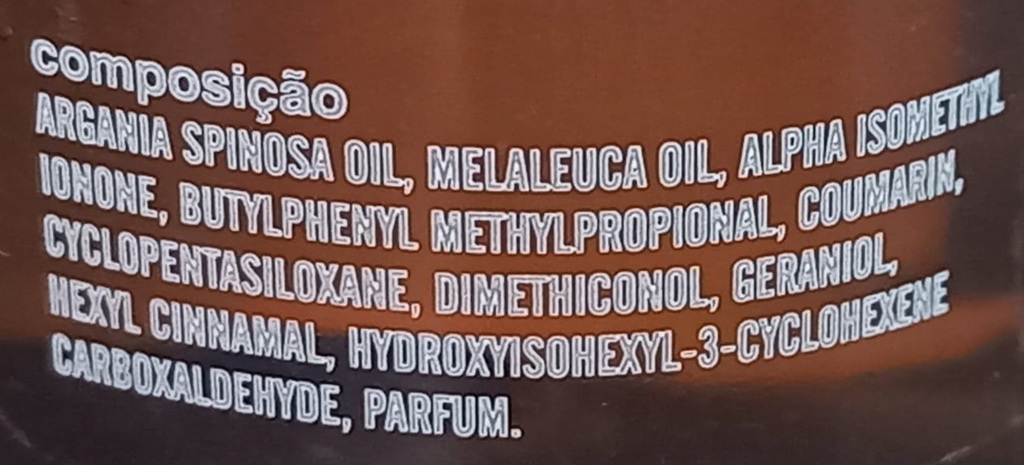 composição
ARGANIA SPINOSA OIL, MELALEUCA OIL, ALPHA ISOMETHYL
IONONE, BUTYLPHENYL METHYLPROPIONAL, COUMARIN,
CYCLOPENTASILOXANE, DIMETHICONOL, GERANIOL,
HEXYL CINNAMAL, HYDROXYISOHEXYL-3-CYCLOHEXENE
CARBOXALDEHYDE, PARFUM.